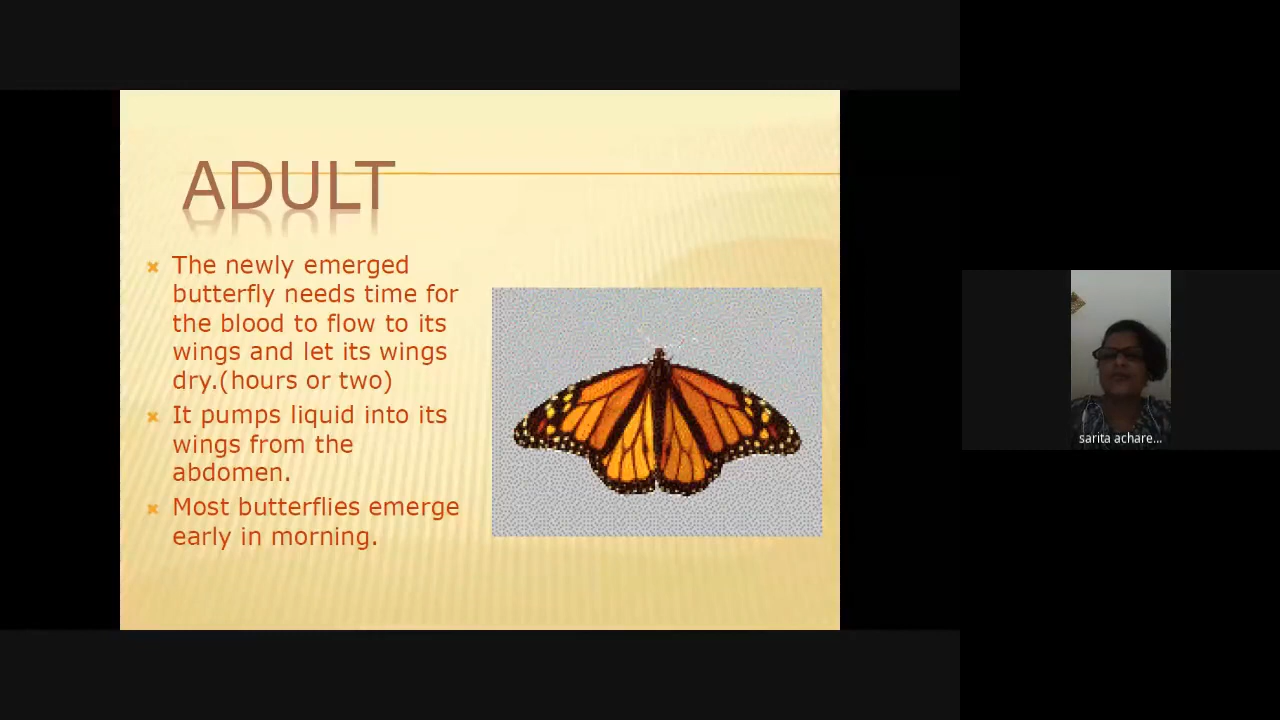 ADULT
The newly emerged
butterfly needs time for
the blood to flow to its
wings and let its wings
dry.(hours or two)
It pumps liquid into its
wings from the
abdomen.
Most butterflies emerge
early in morning.
sarita achare...